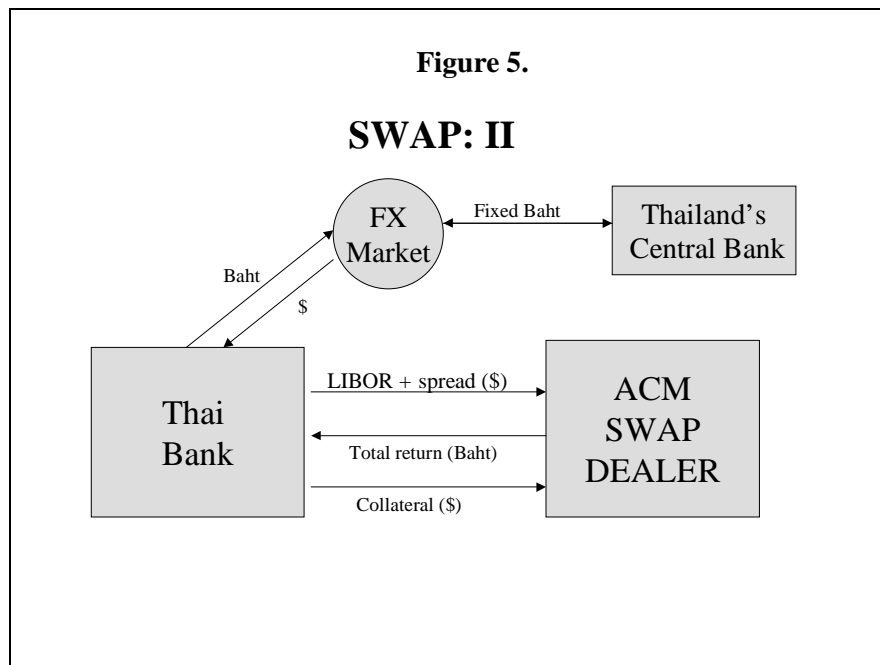 Figure 5.
SWAP: II
FX
Market
Fixed Baht
Thailand's
Central Bank
Baht
$
Thai
Bank
LIBOR + spread ($)
Total return (Baht)
Collateral ($)
ACM
SWAP
DEALER